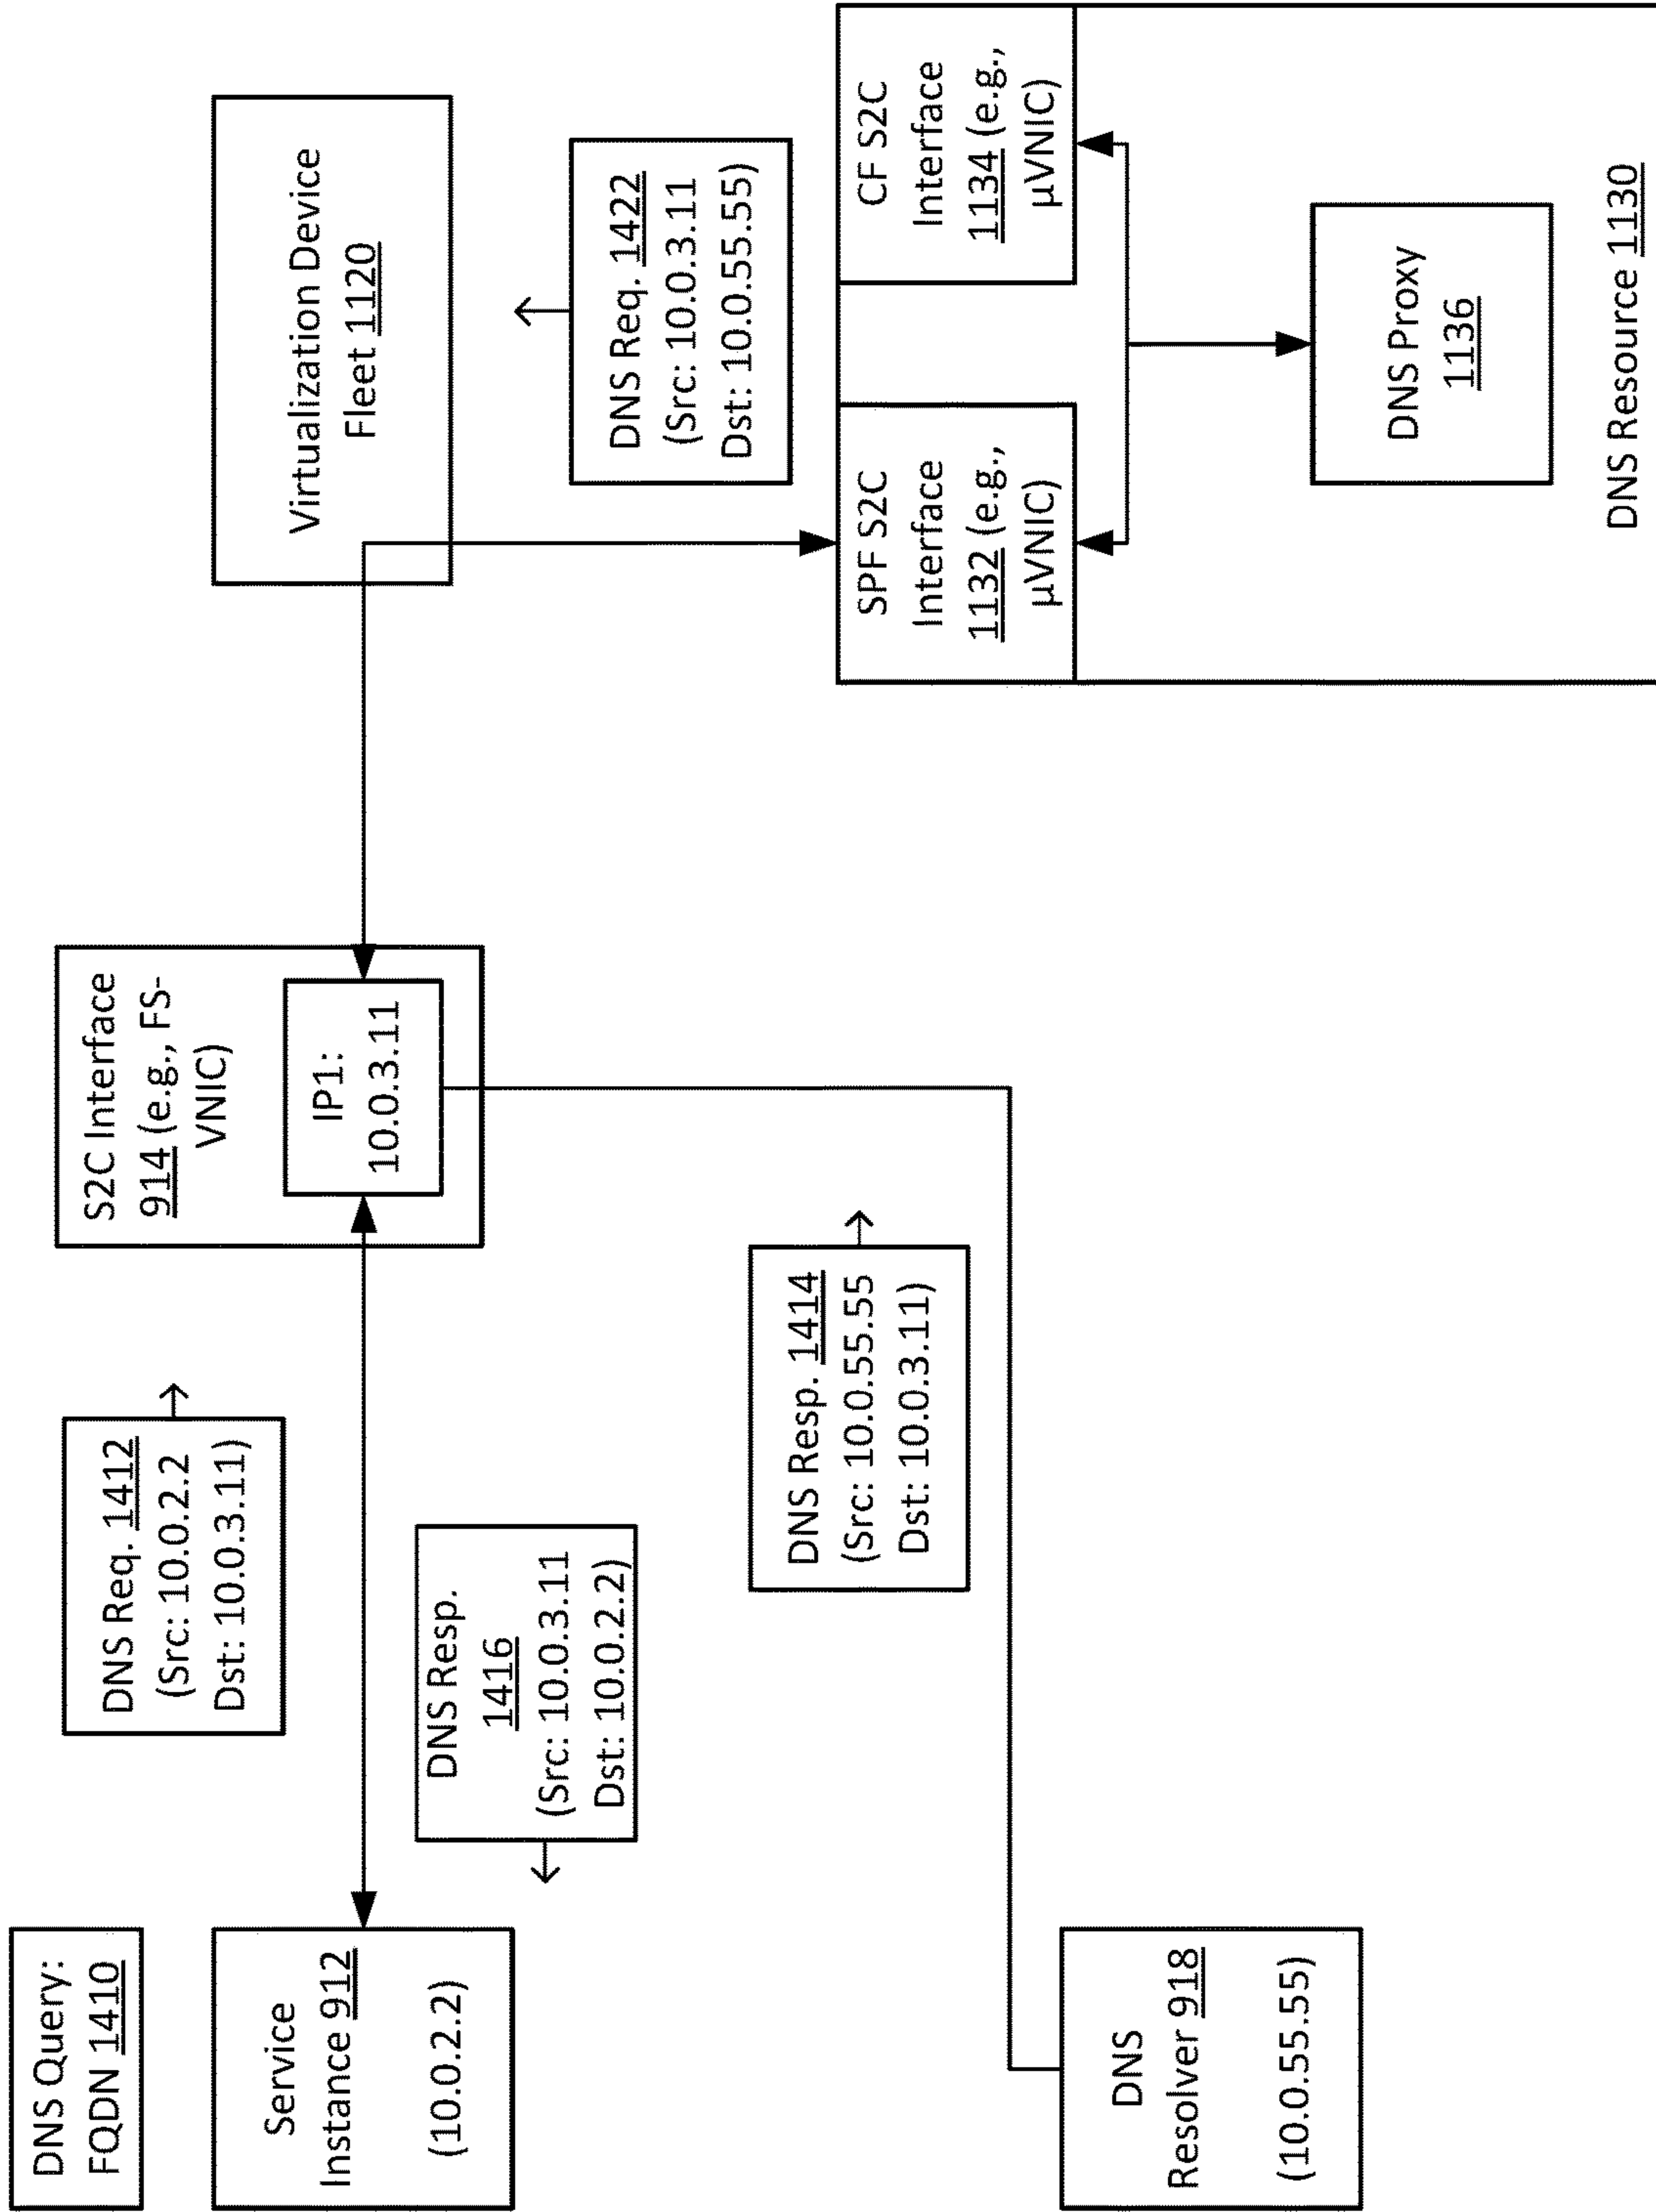 DNS Query:
FQDN 1410
Service
Instance 912
(10.0.2.2)
DNS Req. 1412
(Src: 10.0.2.2
Dst: 10.0.3.11)
DNS Resp.
1416
(Src: 10.0.3.11
Dst: 10.0.2.2)
S2C Interface
914 (e.g., FS-
VNIC)
IP1:
10.0.3.11
Virtualization Device
Fleet 1120
DNS Req. 1422
(Src: 10.0.3.11
Dst: 10.0.55.55)
DNS Resp. 1414
(Src: 10.0.55.55
Dst: 10.0.3.11)
DNS
Resolver 918
(10.0.55.55)
SPF S2C
Interface
1132 (e.g.,
µVNIC)
CF S2C
Interface
1134 (e.g.,
µVNIC)
DNS Proxy
1136
DNS Resource 1130